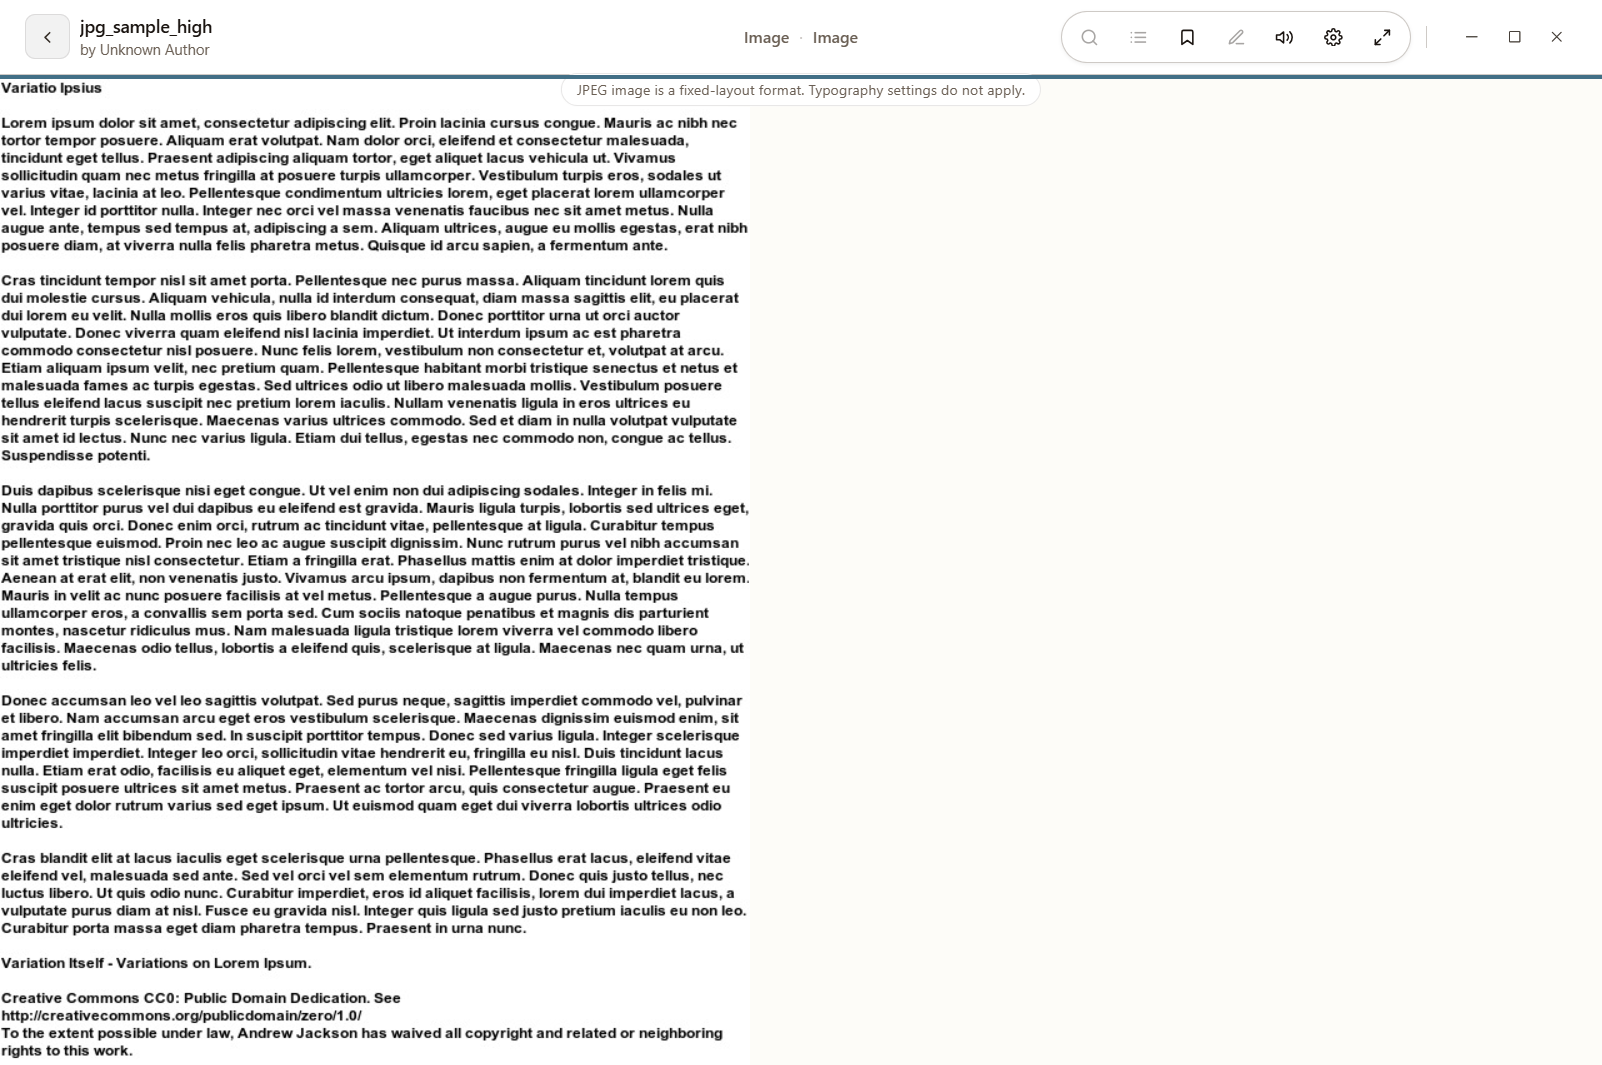 jpg_sample_high
by Unknown Author
Image · Image
JPEG image is a fixed-layout format. Typography settings do not apply.
Variatio Ipsius
Lorem ipsum dolor sit amet, consectetur adipiscing elit. Proin lacinia cursus congue. Mauris ac nibh nec
tortor tempor posuere. Aliquam erat volutpat. Nam dolor orci, eleifend et consectetur malesuada,
tincidunt eget tellus. Praesent adipiscing aliquam tortor, eget aliquet lacus vehicula ut. Vivamus
sollicitudin quam nec metus fringilla at posuere turpis ullamcorper. Vestibulum turpis eros, sodales ut
varius vitae, lacinia at leo. Pellentesque condimentum ultricies lorem, eget placerat lorem ullamcorper
vel. Integer id porttitor nulla. Integer nec orci vel massa venenatis faucibus nec sit amet metus. Nulla
augue ante, tempus sed tempus at, adipiscing a sem. Aliquam ultrices, augue eu mollis egestas, erat nibh
posuere diam, at viverra nulla felis pharetra metus. Quisque id arcu sapien, a fermentum ante.
Cras tincidunt tempor nisl sit amet porta. Pellentesque nec purus massa. Aliquam tincidunt lorem quis
dui molestie cursus. Aliquam vehicula, nulla id interdum consequat, diam massa sagittis elit, eu placerat
dui lorem eu velit. Nulla mollis eros quis libero blandit dictum. Donec porttitor urna ut orci auctor
vulputate. Donec viverra quam eleifend nisl lacinia imperdiet. Ut interdum ipsum ac est pharetra
commodo consectetur nisl posuere. Nunc felis lorem, vestibulum non consectetur et, volutpat at arcu.
Etiam aliquam ipsum velit, nec pretium quam. Pellentesque habitant morbi tristique senectus et netus et
malesuada fames ac turpis egestas. Sed ultrices odio ut libero malesuada mollis. Vestibulum posuere
tellus eleifend lacus suscipit nec pretium lorem iaculis. Nullam venenatis ligula in eros ultrices eu
hendrerit turpis scelerisque. Maecenas varius ultrices commodo. Sed et diam in nulla volutpat vulputate
sit amet id lectus. Nunc nec varius ligula. Etiam dui tellus, egestas nec commodo non, congue ac tellus.
Suspendisse potenti.
Duis dapibus scelerisque nisi eget congue. Ut vel enim non dui adipiscing sodales. Integer in felis mi.
Nulla porttitor purus vel dui dapibus eu eleifend est gravida. Mauris ligula turpis, lobortis sed ultrices eget,
gravida quis orci. Donec enim orci, rutrum ac tincidunt vitae, pellentesque at ligula. Curabitur tempus
pellentesque euismod. Proin nec leo ac augue suscipit dignissim. Nunc rutrum purus vel nibh accumsan
sit amet tristique nisl consectetur. Etiam a fringilla erat. Phasellus mattis enim at dolor imperdiet tristique.
Aenean at erat elit, non venenatis justo. Vivamus arcu ipsum, dapibus non fermentum at, blandit eu lorem.
Mauris in velit ac nunc posuere facilisis at vel metus. Pellentesque a augue purus. Nulla tempus
ullamcorper eros, a convallis sem porta sed. Cum sociis natoque penatibus et magnis dis parturient
montes, nascetur ridiculus mus. Nam malesuada ligula tristique lorem viverra vel commodo libero
facilisis. Maecenas odio tellus, lobortis a eleifend quis, scelerisque at ligula. Maecenas nec quam urna, ut
ultricies felis.
Donec accumsan leo vel leo sagittis volutpat. Sed purus neque, sagittis imperdiet commodo vel, pulvinar
et libero. Nam accumsan arcu eget eros vestibulum scelerisque. Maecenas dignissim euismod enim, sit
amet fringilla elit bibendum sed. In suscipit porttitor tempus. Donec sed varius ligula. Integer scelerisque
imperdiet imperdiet. Integer leo orci, sollicitudin vitae hendrerit eu, fringilla eu nisl. Duis tincidunt lacus
nulla. Etiam erat odio, facilisis eu aliquet eget, elementum vel nisi. Pellentesque fringilla ligula eget felis
suscipit posuere ultrices sit amet metus. Praesent ac tortor arcu, quis consectetur augue. Praesent eu
enim eget dolor rutrum varius sed eget ipsum. Ut euismod quam eget dui viverra lobortis ultrices odio
ultricies.
Cras blandit elit at lacus iaculis eget scelerisque urna pellentesque. Phasellus erat lacus, eleifend vitae
eleifend vel, malesuada sed ante. Sed vel orci vel sem elementum rutrum. Donec quis justo tellus, nec
luctus libero. Ut quis odio nunc. Curabitur imperdiet, eros id aliquet facilisis, lorem dui imperdiet lacus, a
vulputate purus diam at nisl. Fusce eu gravida nisl. Integer quis ligula sed justo pretium iaculis eu non leo.
Curabitur porta massa eget diam pharetra tempus. Praesent in urna nunc.
Variation Itself - Variations on Lorem Ipsum.
Creative Commons CC0: Public Domain Dedication. See
http://creativecommons.org/publicdomain/zero/1.0/
To the extent possible under law, Andrew Jackson has waived all copyright and related or neighboring
rights to this work.